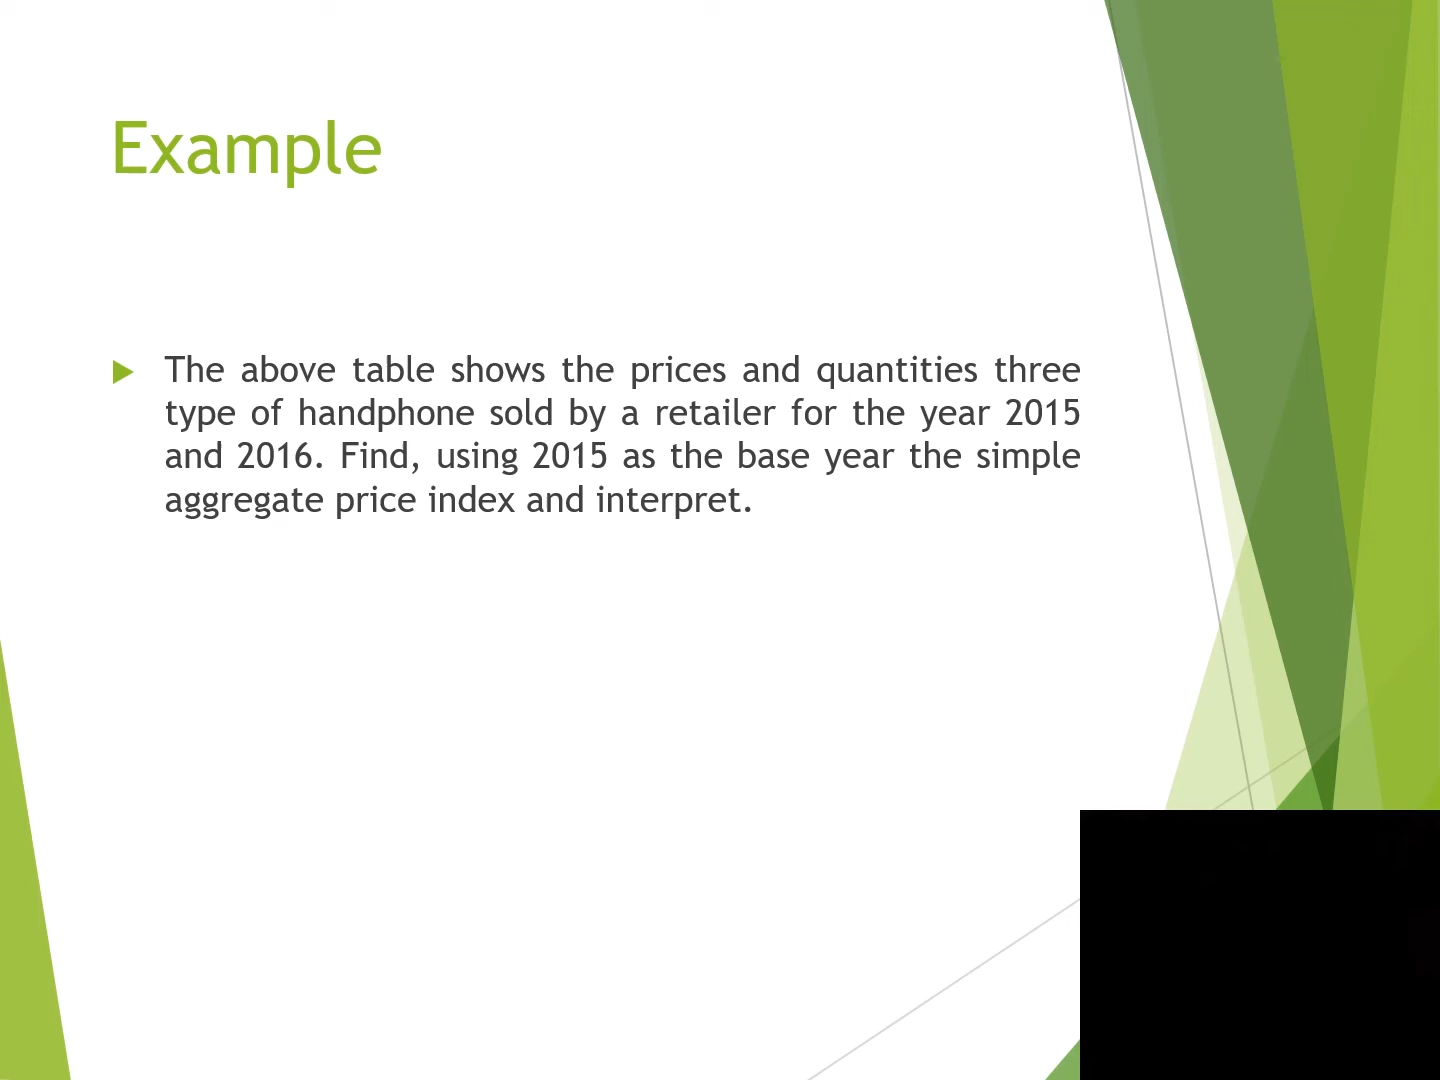 Example
The above table shows the prices and quantities three
type of handphone sold by a retailer for the year 2015
and 2016. Find, using 2015 as the base year the simple
aggregate price index and interpret.